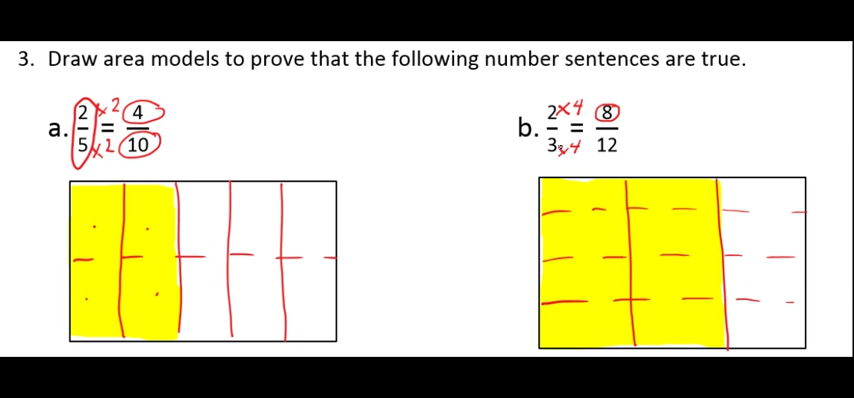 3. Draw area models to prove that the following number sentences are true.
a. 2/5 = 4/10 ×2 ×2
b. 2/3 = 8/12 ×4 ×4